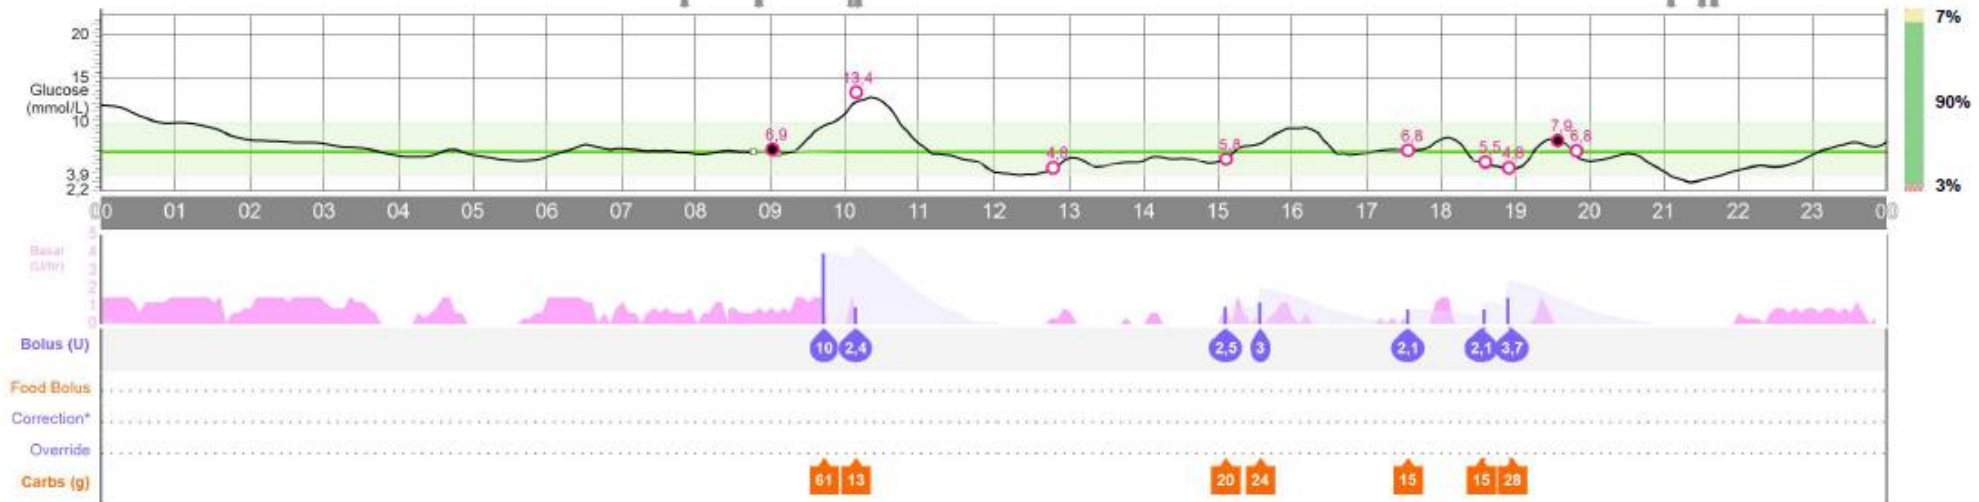 20
15
Glucose
(mmol/L)
10
3,9
2,2
6,9
13,4
4,8
5,8
6,8
5,5
4,8
7,9
6,8
7%
90%
3%
00 01 02 03 04 05 06 07 08 09 10 11 12 13 14 15 16 17 18 19 20 21 22 23 00
Basal
(U/hr)
5
4
3
2
1
0
Bolus (U) 10 2,4 2,5 3 2,1 2,1 3,7
Food Bolus
Correction*
Override
Carbs (g) 61 13 20 24 15 15 28